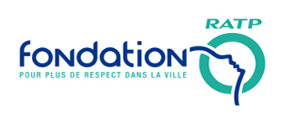 RATP
fondation
POUR PLUS DE RESPECT DANS LA VILLE